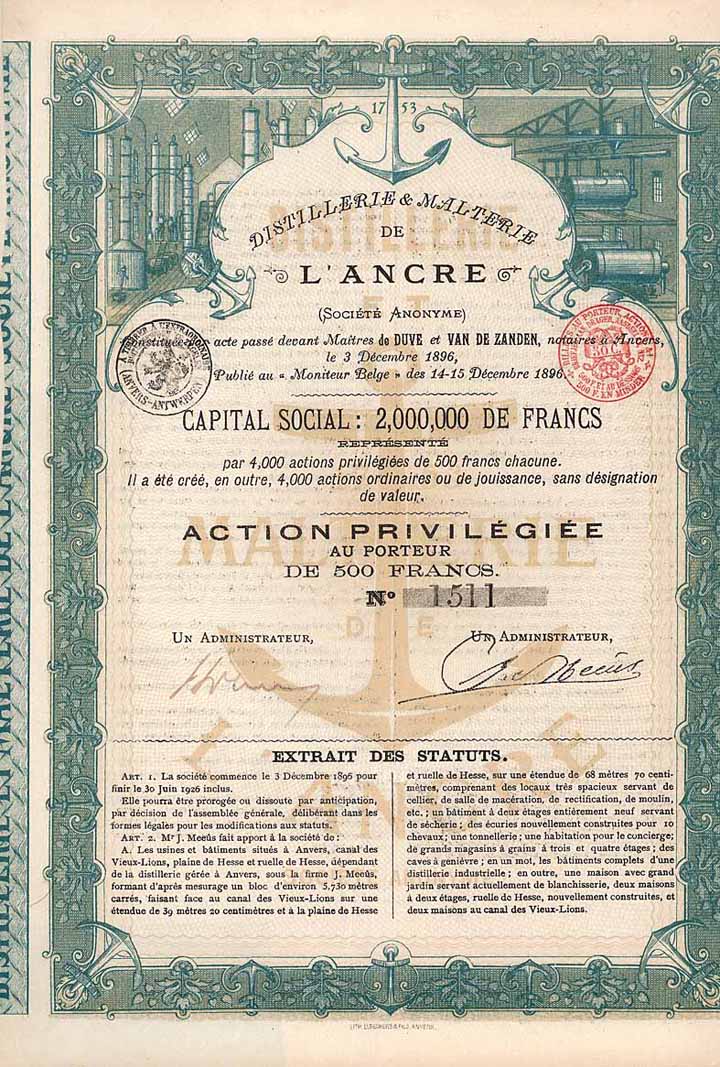 1753
DISTILLERIE & MALTERIE
DE
L'ANCRE
(SOCIÉTÉ ANONYME)
Constituée par acte passé devant Maîtres de DUVE et VAN DE ZANDEN, notaires à Anvers,
le 3 Décembre 1896,
Publié au « Moniteur Belge » des 14-15 Décembre 1896
CAPITAL SOCIAL: 2,000,000 DE FRANCS
REPRÉSENTÉ
par 4,000 actions privilégiées de 500 francs chacune.
Il a été créé, en outre, 4,000 actions ordinaires ou de jouissance, sans désignation
de valeur.
ACTION PRIVILÉGIÉE
AU PORTEUR
DE 500 FRANCS.
No 1511
UN ADMINISTRATEUR, UN ADMINISTRATEUR,
EXTRAIT DES STATUTS.
ART. 1. La société commence le 3 Décembre 1896 pour
finir le 30 Juin 1926 inclus.
Elle pourra être prorogée ou dissoute par anticipation,
par décision de l'assemblée générale, délibérant dans les
formes légales pour les modifications aux statuts.
ART. 2. Mr J. Meeûs fait apport à la société de:
A. Les usines et bâtiments situés à Anvers, canal des
Vieux-Lions, plaine de Hesse et ruelle de Hesse, dépendant
de la distillerie gérée à Anvers, sous la firme J. Meeûs,
formant d'après mesurage un bloc d'environ 5,730 mètres
carrés, faisant face au canal des Vieux-Lions sur une
étendue de 39 mètres 20 centimètres et à la plaine de Hesse
et ruelle de Hesse, sur une étendue de 68 mètres 70 centi-
mètres, comprenant des locaux très spacieux servant de
cellier, de salle de macération, de rectification, de moulin,
etc.; un bâtiment à deux étages entièrement neuf servant
de sécherie; des écuries nouvellement construites pour 10
chevaux; une tonnellerie; une habitation pour le concierge;
de grands magasins à grains à trois et quatre étages; des
caves à genièvre; en un mot, les bâtiments complets d'une
distillerie industrielle; en outre, une maison avec grand
jardin servant actuellement de blanchisserie, deux maisons
à deux étages, ruelle de Hesse, nouvellement construites, et
deux maisons au canal des Vieux-Lions.
DISTILLERIE
ET
MALTERIE
DE
L'ANCRE
ANVERS-ANTWERPEN